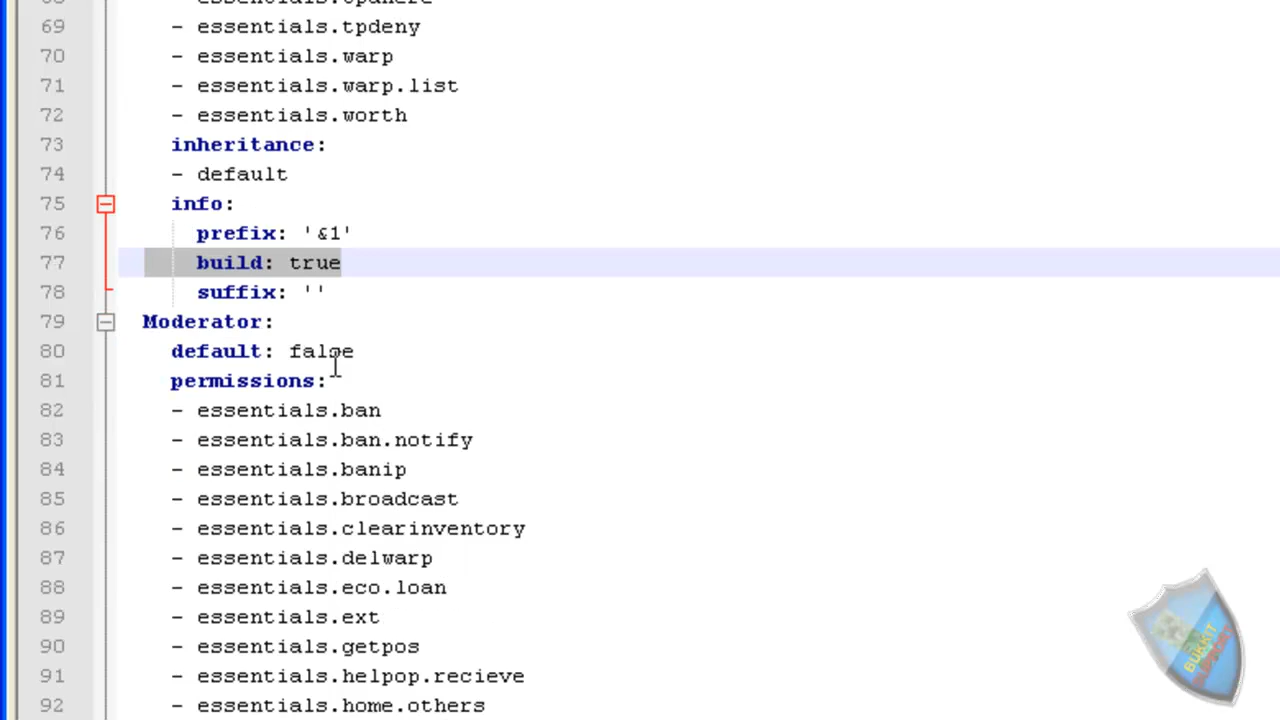 69 - essentials.tpdeny
70 - essentials.warp
71 - essentials.warp.list
72 - essentials.worth
73 inheritance:
74 - default
75 info:
76 prefix: '&1'
77 build: true
78 suffix: ''
79 Moderator:
80 default: false
81 permissions:
82 - essentials.ban
83 - essentials.ban.notify
84 - essentials.banip
85 - essentials.broadcast
86 - essentials.clearinventory
87 - essentials.delwarp
88 - essentials.eco.loan
89 - essentials.ext
90 - essentials.getpos
91 - essentials.helpop.recieve
92 - essentials.home.others
BUKKIT